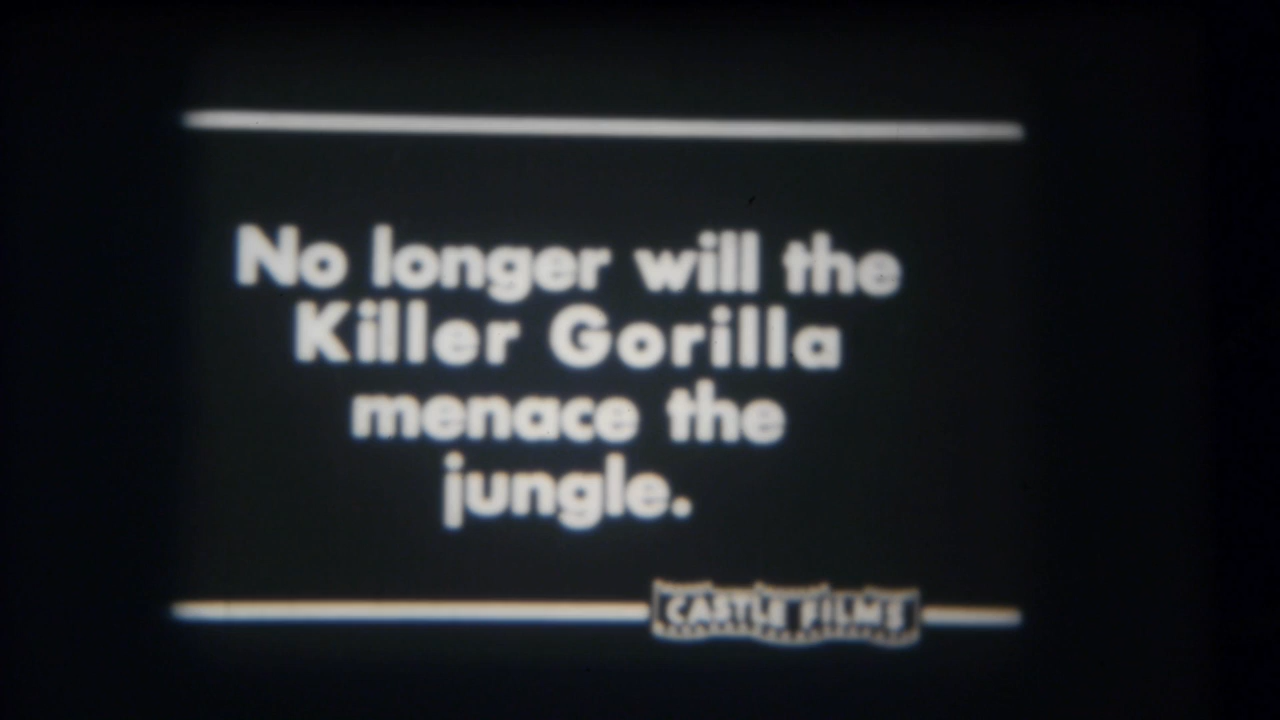 No longer will the
Killer Gorilla
menace the
jungle.
CASTLE FILMS